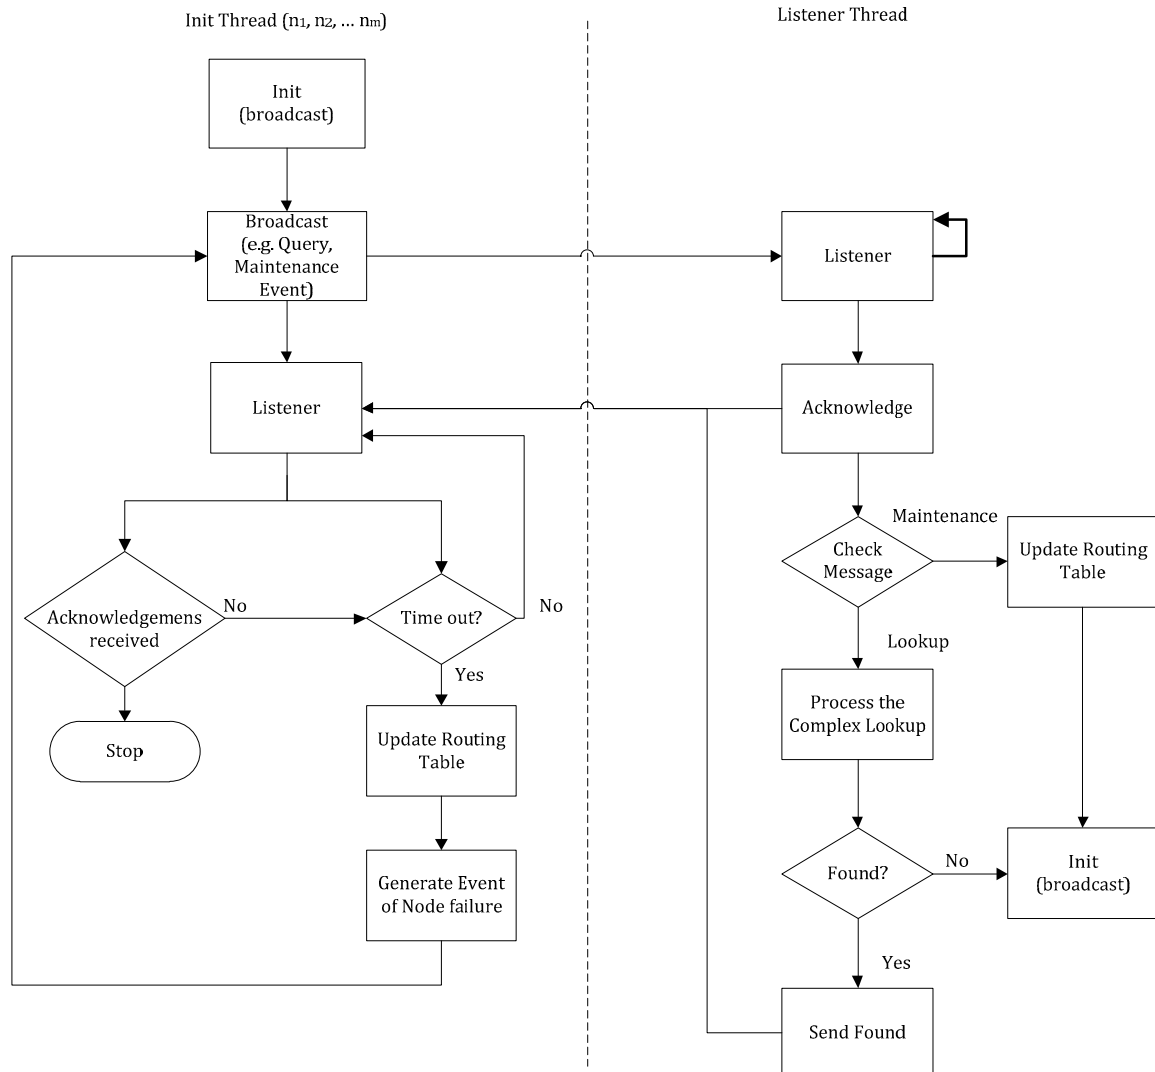 Init Thread (n1, n2, ... nm)
Listener Thread
Init
(broadcast)
Broadcast
(e.g. Query,
Maintenance
Event)
Listener
Listener
Acknowledge
Maintenance
Check
Message
Update Routing
Table
Acknowledgemens
received
No
Time out?
No
Lookup
Yes
Process the
Complex Lookup
Stop
Update Routing
Table
Found?
No
Init
(broadcast)
Generate Event
of Node failure
Yes
Send Found